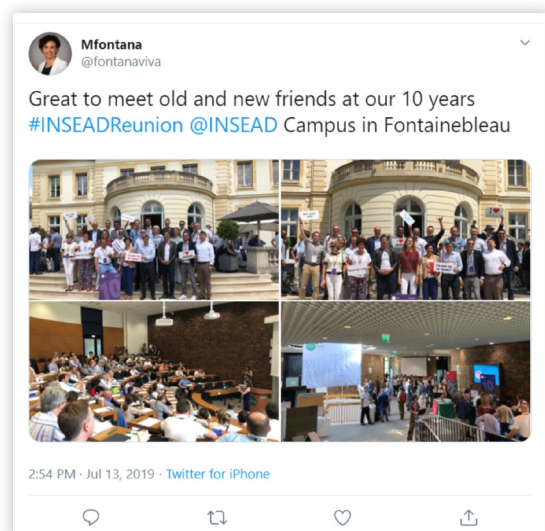 Mfontana
@fontanaviva
Great to meet old and new friends at our 10 years
#INSEADReunion @INSEAD Campus in Fontainebleau
2:54 PM · Jul 13, 2019 · Twitter for iPhone